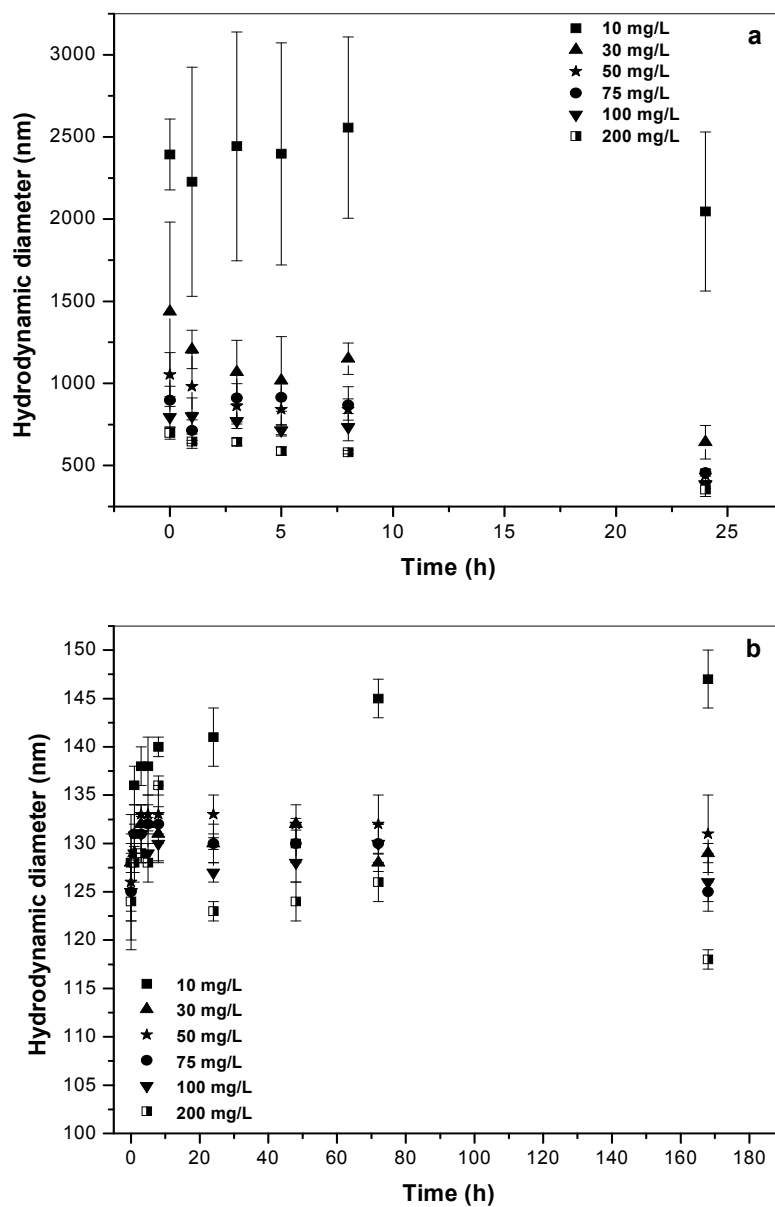 a
10 mg/L
30 mg/L
50 mg/L
75 mg/L
100 mg/L
200 mg/L
3000
2500
2000
1500
1000
500
Hydrodynamic diameter (nm)
0 5 10 15 20 25
Time (h)
b
150
145
140
135
130
125
120
115
110
105
100
Hydrodynamic diameter (nm)
10 mg/L
30 mg/L
50 mg/L
75 mg/L
100 mg/L
200 mg/L
0 20 40 60 80 100 120 140 160 180
Time (h)